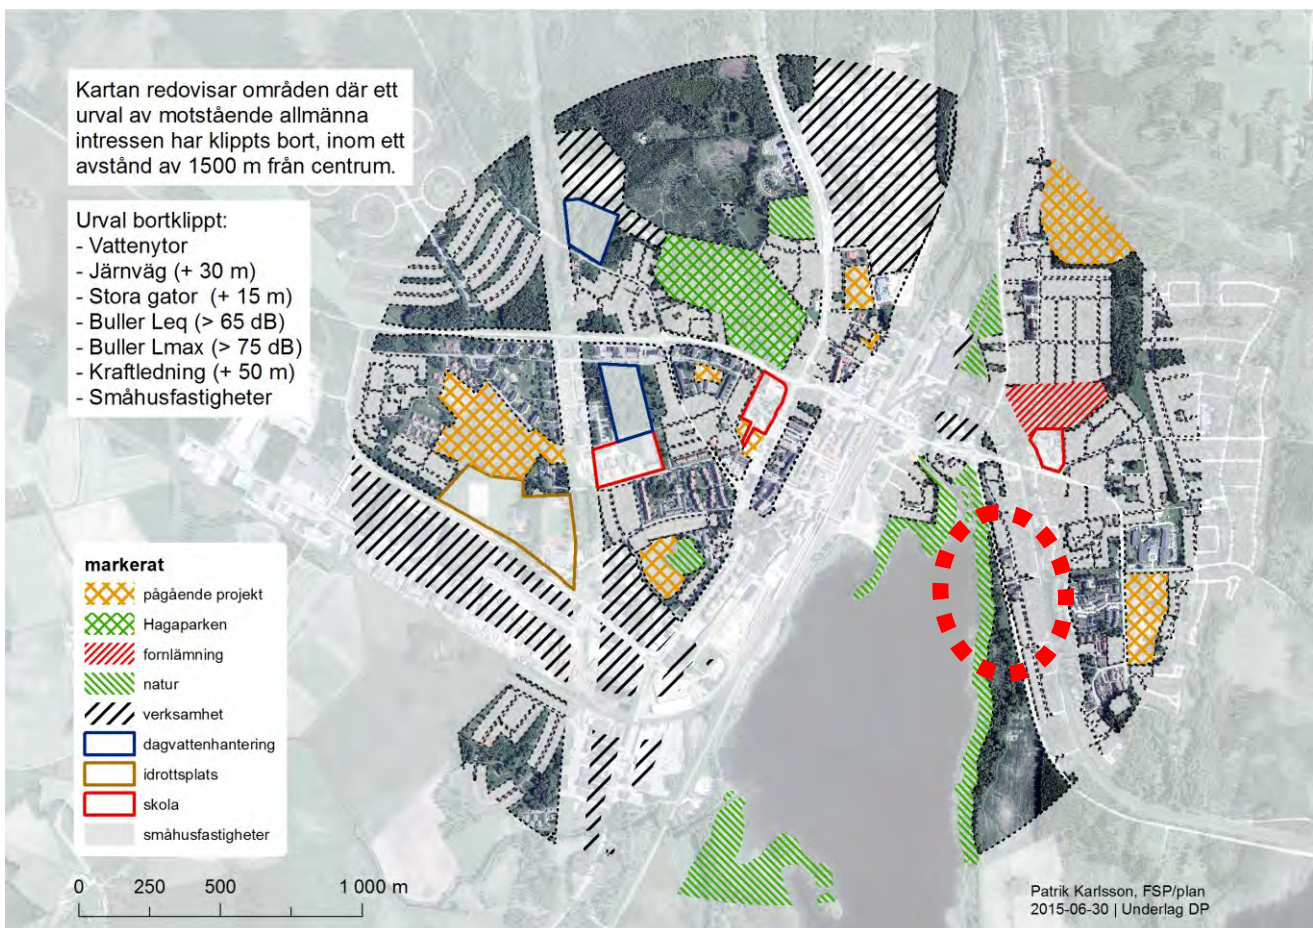 Kartan redovisar områden där ett
urval av motstående allmänna
intressen har klippts bort, inom ett
avstånd av 1500 m från centrum.
Urval bortklippt:
- Vattenytor
- Järnväg (+ 30 m)
- Stora gator (+ 15 m)
- Buller Leq (> 65 dB)
- Buller Lmax (> 75 dB)
- Kraftledning (+ 50 m)
- Småhusfastigheter
markerat
pågående projekt
Hagaparken
fornlämning
natur
verksamhet
dagvattenhantering
idrottsplats
skola
småhusfastigheter
0 250 500 1 000 m
Patrik Karlsson, FSP/plan
2015-06-30 | Underlag DP